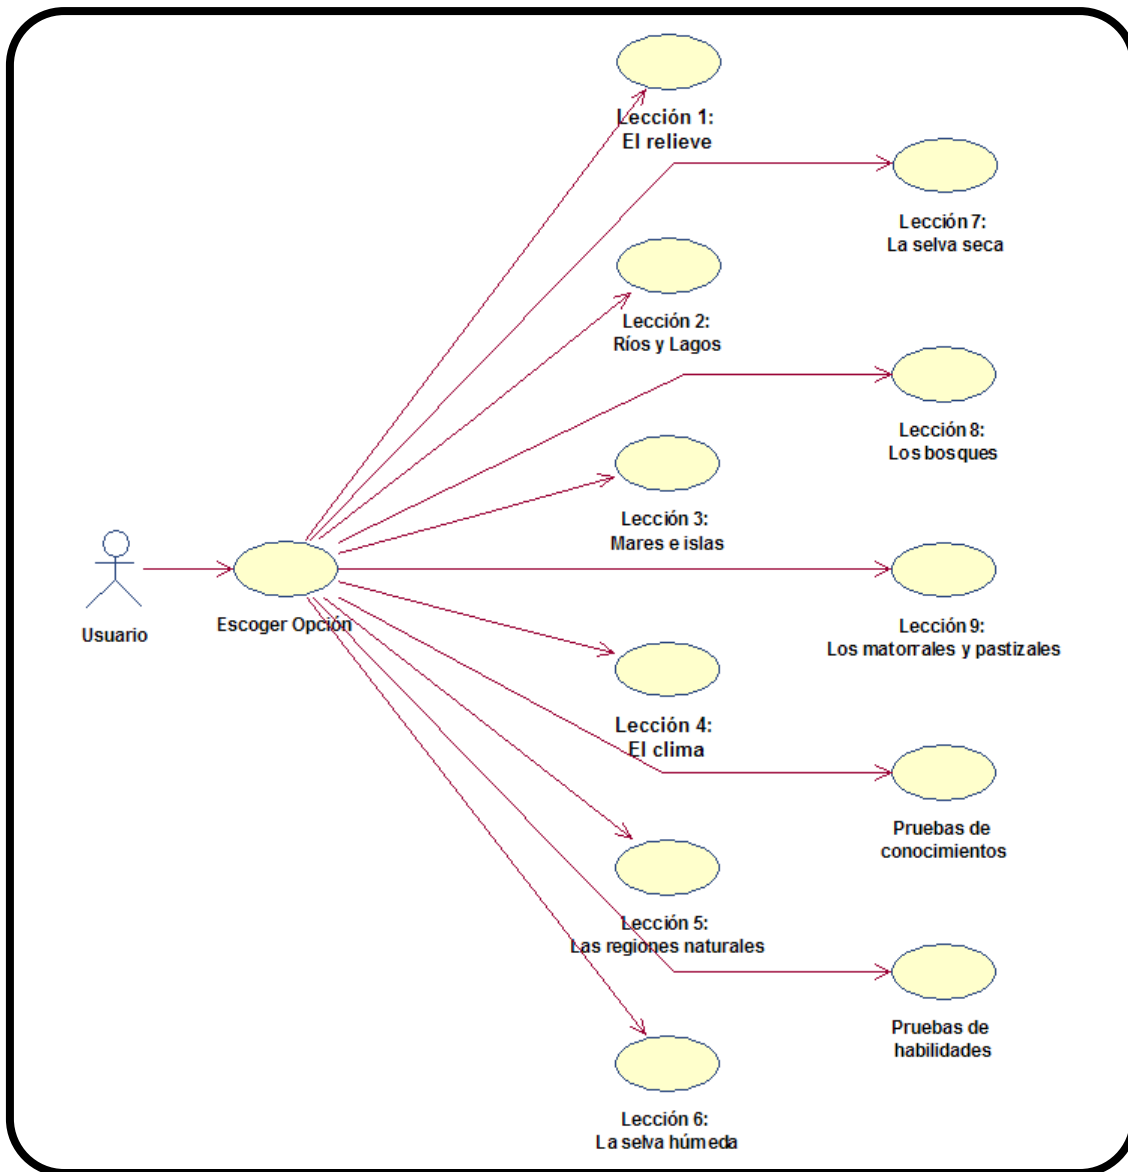 Lección 1:
El relieve
Lección 7:
La selva seca
Lección 2:
Ríos y Lagos
Lección 8:
Los bosques
Lección 3:
Mares e islas
Usuario
Escoger Opción
Lección 9:
Los matorrales y pastizales
Lección 4:
El clima
Pruebas de
conocimientos
Lección 5:
Las regiones naturales
Pruebas de
habilidades
Lección 6:
La selva húmeda